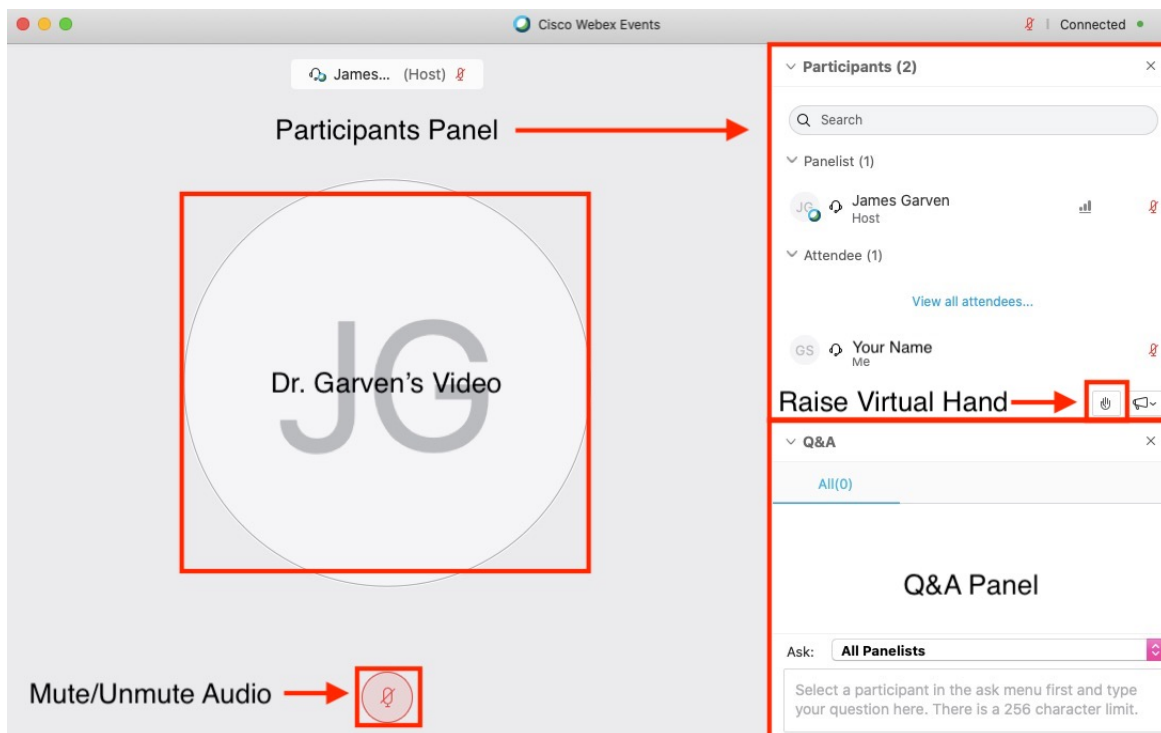 Cisco Webex Events
Connected
James... (Host)
Participants Panel
JG
Dr. Garven's Video
Mute/Unmute Audio
Participants (2)
Search
Panelist (1)
JG
James Garven
Host
Attendee (1)
View all attendees...
GS
Your Name
Me
Raise Virtual Hand
Q&A
All(0)
Q&A Panel
Ask: All Panelists
Select a participant in the ask menu first and type
your question here. There is a 256 character limit.